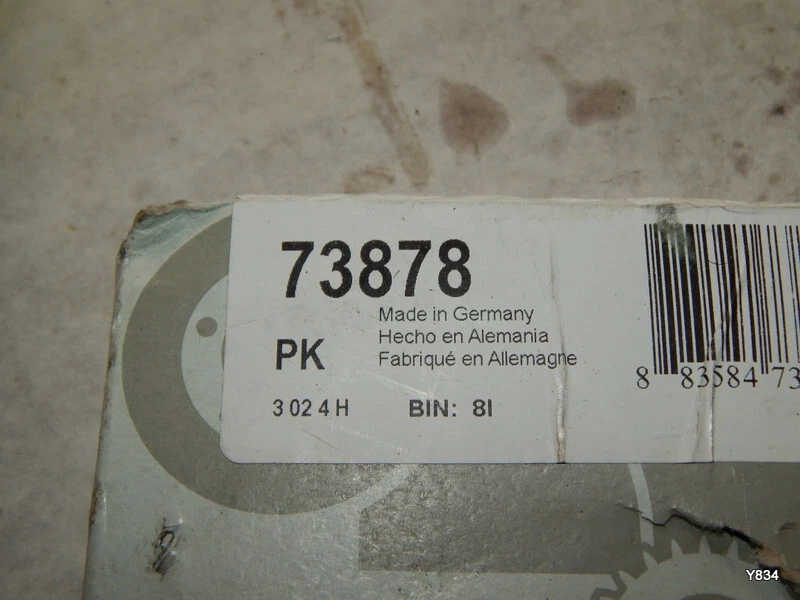 73878
Made in Germany
Hecho en Alemania
Fabriqué en Allemagne
PK
3024H
BIN: 8I
8 83584 73
Y834